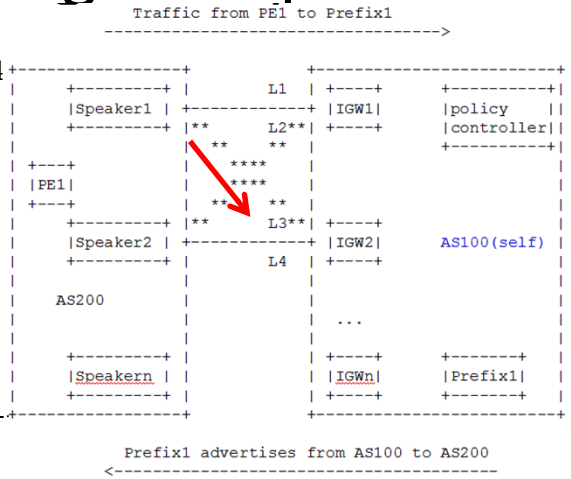 Traffic from PE1 to Prefix1
---------------------------------->
+-----------------+            +------------------------+
|     +---------+ |        L1  | +----+      +----------+|
|     |Speaker1 | +------------+ |IGW1|      |policy    ||
|     +---------+ |**      L2**| +----+      |controller||
|                 |  **    **  |             +----------+|
| +---+           |    ****    |                        |
| |PE1|           |    ****    |                        |
| +---+           |  **    **  |                        |
|     +---------+ |**      L3**| +----+                 |
|     |Speaker2 | +------------+ |IGW2|      AS100(self) |
|     +---------+ |        L4  | +----+                 |
|                 |            |                        |
|    AS200        |            |                        |
|                 |            |  ...                   |
|                 |            |                        |
|     +---------+ |            | +----+      +-------+  |
|     |Speakern | |            | |IGWn|      |Prefix1|  |
|     +---------+ |            | +----+      +-------+  |
+-----------------+            +------------------------+
Prefix1 advertises from AS100 to AS200
<---------------------------------------